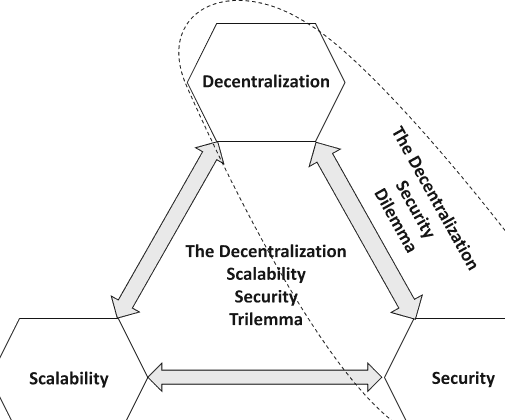 Decentralization
The Decentralization
Security
Dilemma
The Decentralization
Scalability
Security
Trilemma
Scalability
Security